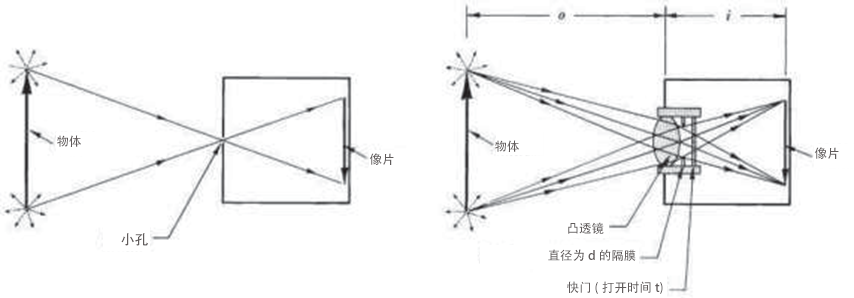 物体
小孔
像片
o
i
物体
像片
凸透镜
直径为 d 的隔膜
快门 ( 打开时间 t)